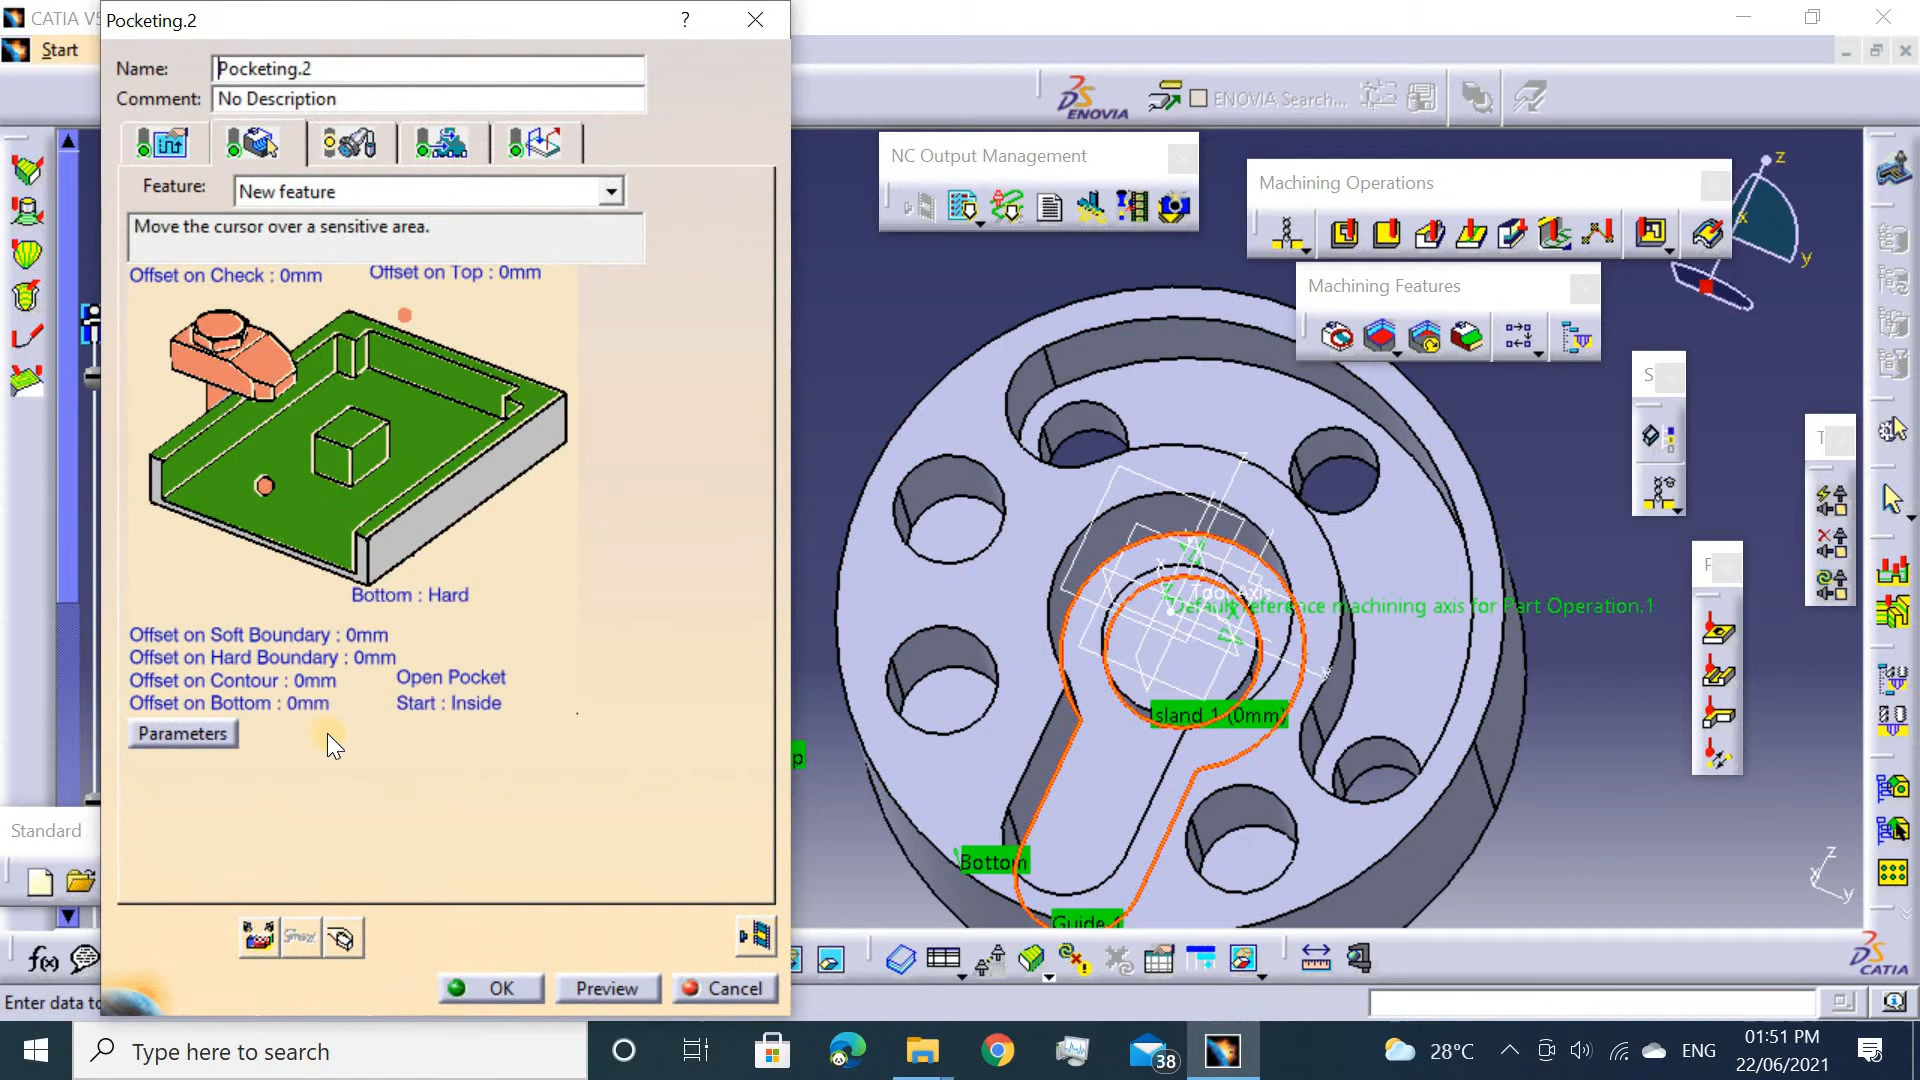 CATIA V5
Pocketing.2
?
Start
Name:
Pocketing.2
Comment:
No Description
Feature:
New feature
Move the cursor over a sensitive area.
Offset on Check : 0mm
Offset on Top : 0mm
Bottom : Hard
Offset on Soft Boundary : 0mm
Offset on Hard Boundary : 0mm
Offset on Contour : 0mm
Open Pocket
Offset on Bottom : 0mm
Start : Inside
Parameters
OK
Preview
Cancel
Standard
f(x)
Enter data to
ENOVIA
ENOVIA Search...
NC Output Management
Machining Operations
Machining Features
S
T
F
z
x
y
Tool Axis
Default reference machining axis for Part Operation.1
Island 1 (0mm)
Bottom
Guide 1
z
x
y
CATIA
Type here to search
38
28°C
ENG
01:51 PM
22/06/2021